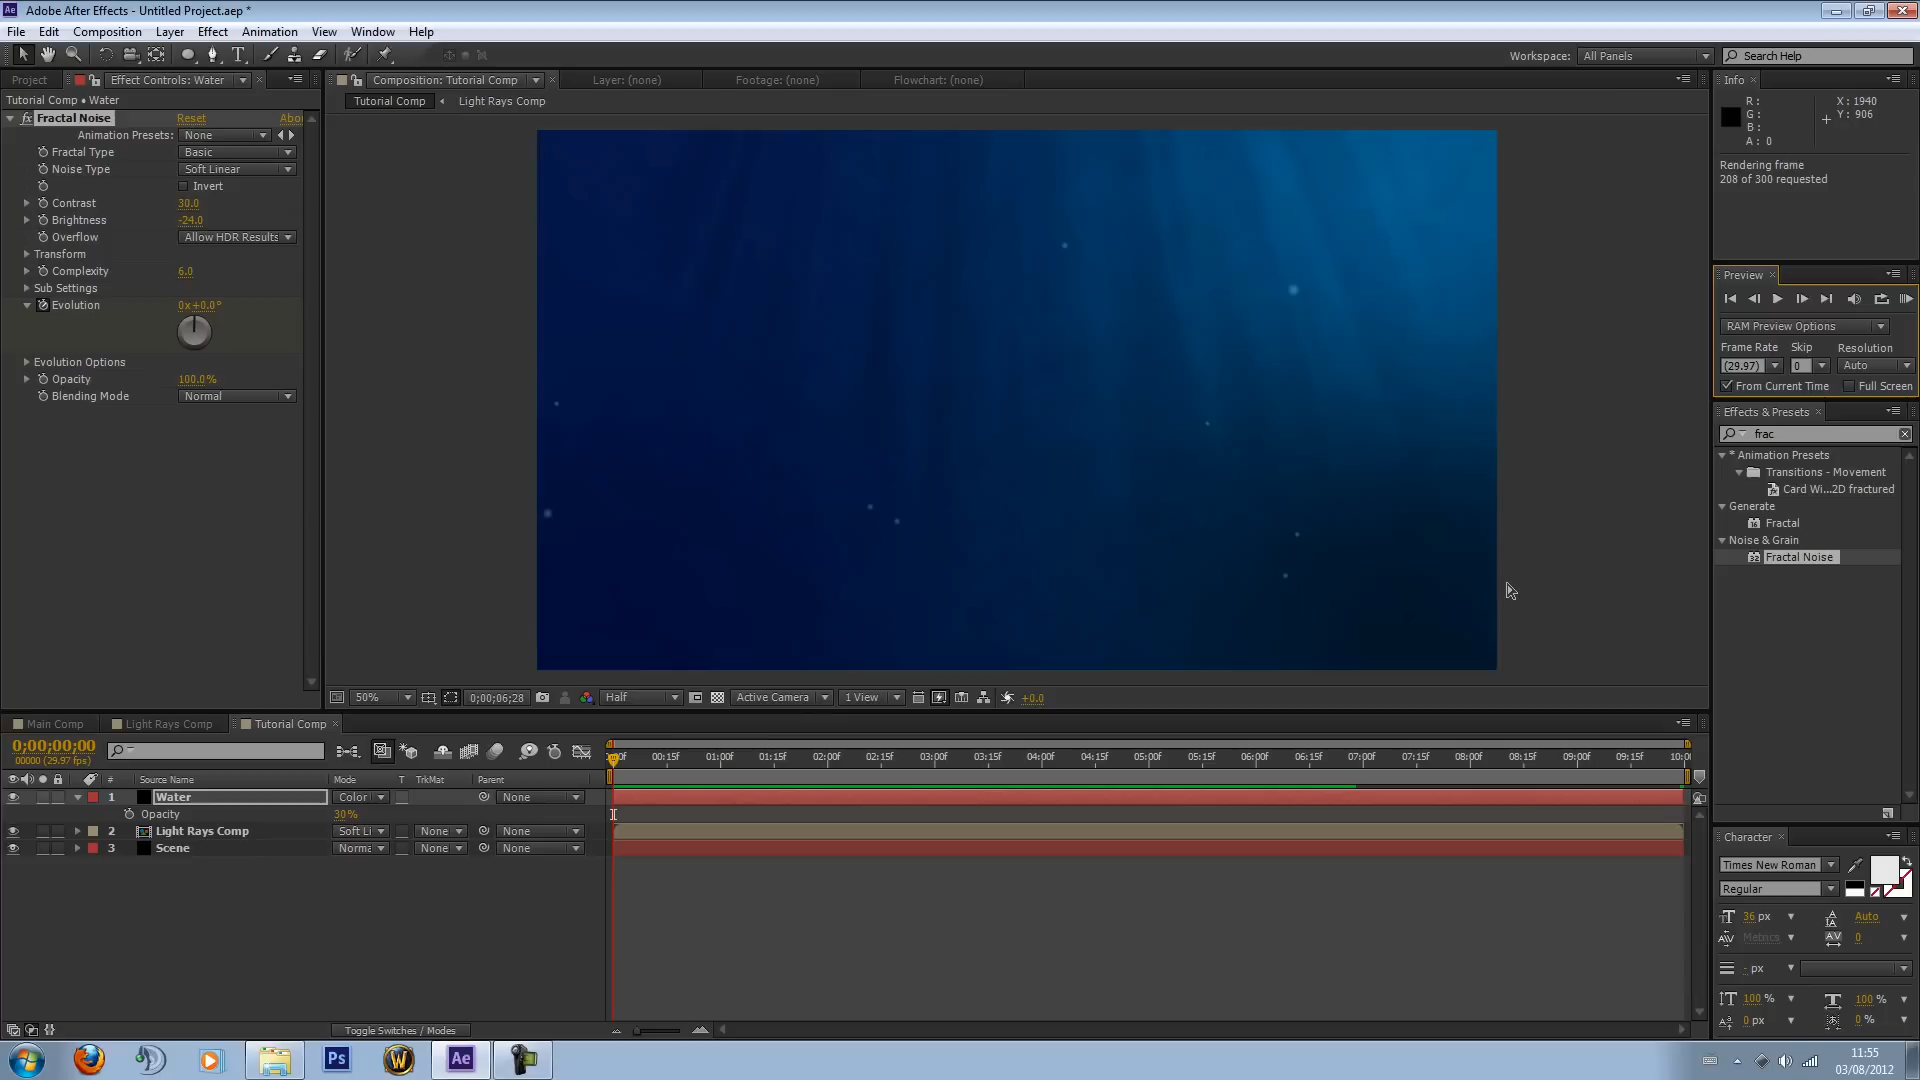 Adobe After Effects - Untitled Project.aep *
File Edit Composition Layer Effect Animation View Window Help
Workspace: All Panels Search Help
Project Effect Controls: Water Composition: Tutorial Comp Layer: (none) Footage: (none) Flowchart: (none) Info
Tutorial Comp • Water Tutorial Comp Light Rays Comp
Fractal Noise Reset Abou
Animation Presets: None
Fractal Type Basic
Noise Type Soft Linear
Invert
Contrast 30.0
Brightness -24.0
Overflow Allow HDR Results
Transform
Complexity 6.0
Sub Settings
Evolution 0x+0.0°
Evolution Options
Opacity 100.0%
Blending Mode Normal
R: X: 1940
G: Y: 906
B:
A: 0
Rendering frame
208 of 300 requested
Preview
RAM Preview Options
Frame Rate Skip Resolution
(29.97) 0 Auto
From Current Time Full Screen
Effects & Presets
frac
* Animation Presets
Transitions - Movement
Card Wi...2D fractured
Generate
Fractal
Noise & Grain
Fractal Noise
50% 0;00;06;28 Half Active Camera 1 View +0.0
Main Comp Light Rays Comp Tutorial Comp
0;00;00;00
00000 (29.97 fps)
00:15f 01:00f 01:15f 02:00f 02:15f 03:00f 03:15f 04:00f 04:15f 05:00f 05:15f 06:00f 06:15f 07:00f 07:15f 08:00f 08:15f 09:00f 09:15f 10:0
# Source Name Mode T TrkMat Parent
1 Water Color None
Opacity 30%
2 Light Rays Comp Soft Li None None
3 Scene Norma None None
Toggle Switches / Modes
Character
Times New Roman
Regular
36 px Auto
Metrics 0
- px
100 % 100 %
0 px 0 %
Ps W Ae
11:55
03/08/2012